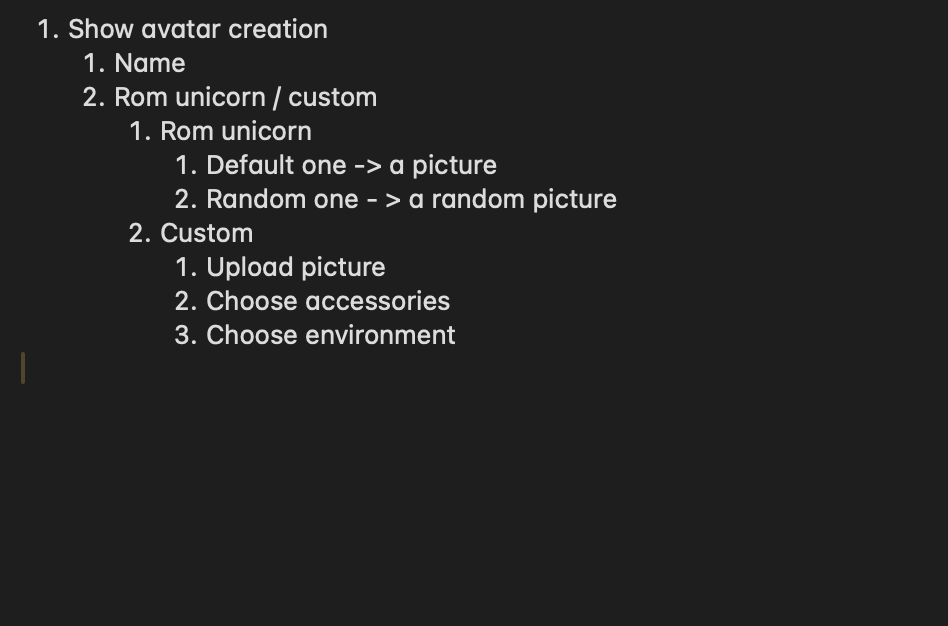 1. Show avatar creation
1. Name
2. Rom unicorn / custom
1. Rom unicorn
1. Default one -> a picture
2. Random one - > a random picture
2. Custom
1. Upload picture
2. Choose accessories
3. Choose environment